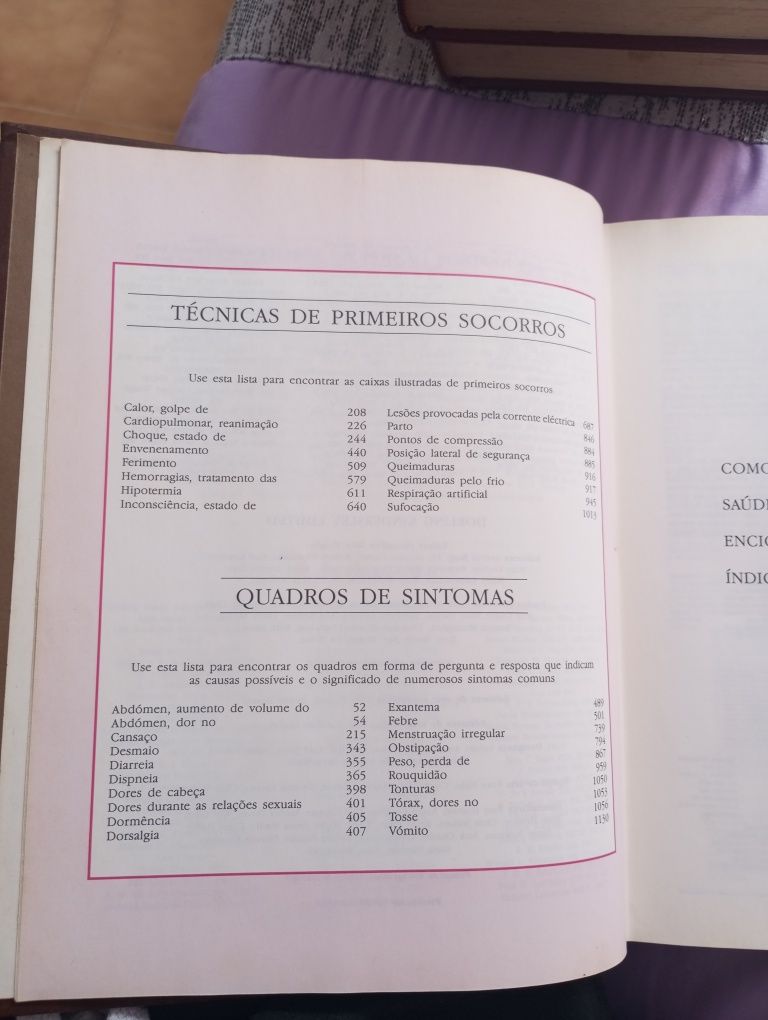 TÉCNICAS DE PRIMEIROS SOCORROS
Use esta lista para encontrar as caixas ilustradas de primeiros socorros
Calor, golpe de 208
Cardiopulmonar, reanimação 226
Choque, estado de 244
Envenenamento 440
Ferimento 509
Hemorragias, tratamento das 579
Hipotermia 611
Inconsciência, estado de 640
Lesões provocadas pela corrente eléctrica 687
Parto 846
Pontos de compressão 884
Posição lateral de segurança 885
Queimaduras 916
Queimaduras pelo frio 917
Respiração artificial 945
Sufocação 1013
QUADROS DE SINTOMAS
Use esta lista para encontrar os quadros em forma de pergunta e resposta que indicam
as causas possíveis e o significado de numerosos sintomas comuns
Abdómen, aumento de volume do 52
Abdómen, dor no 54
Cansaço 215
Desmaio 343
Diarreia 355
Dispneia 365
Dores de cabeça 398
Dores durante as relações sexuais 401
Dormência 405
Dorsalgia 407
Exantema 489
Febre 501
Menstruação irregular 739
Obstipação 794
Peso, perda de 867
Rouquidão 959
Tonturas 1050
Tórax, dores no 1053
Tosse 1056
Vómito 1130
COMO